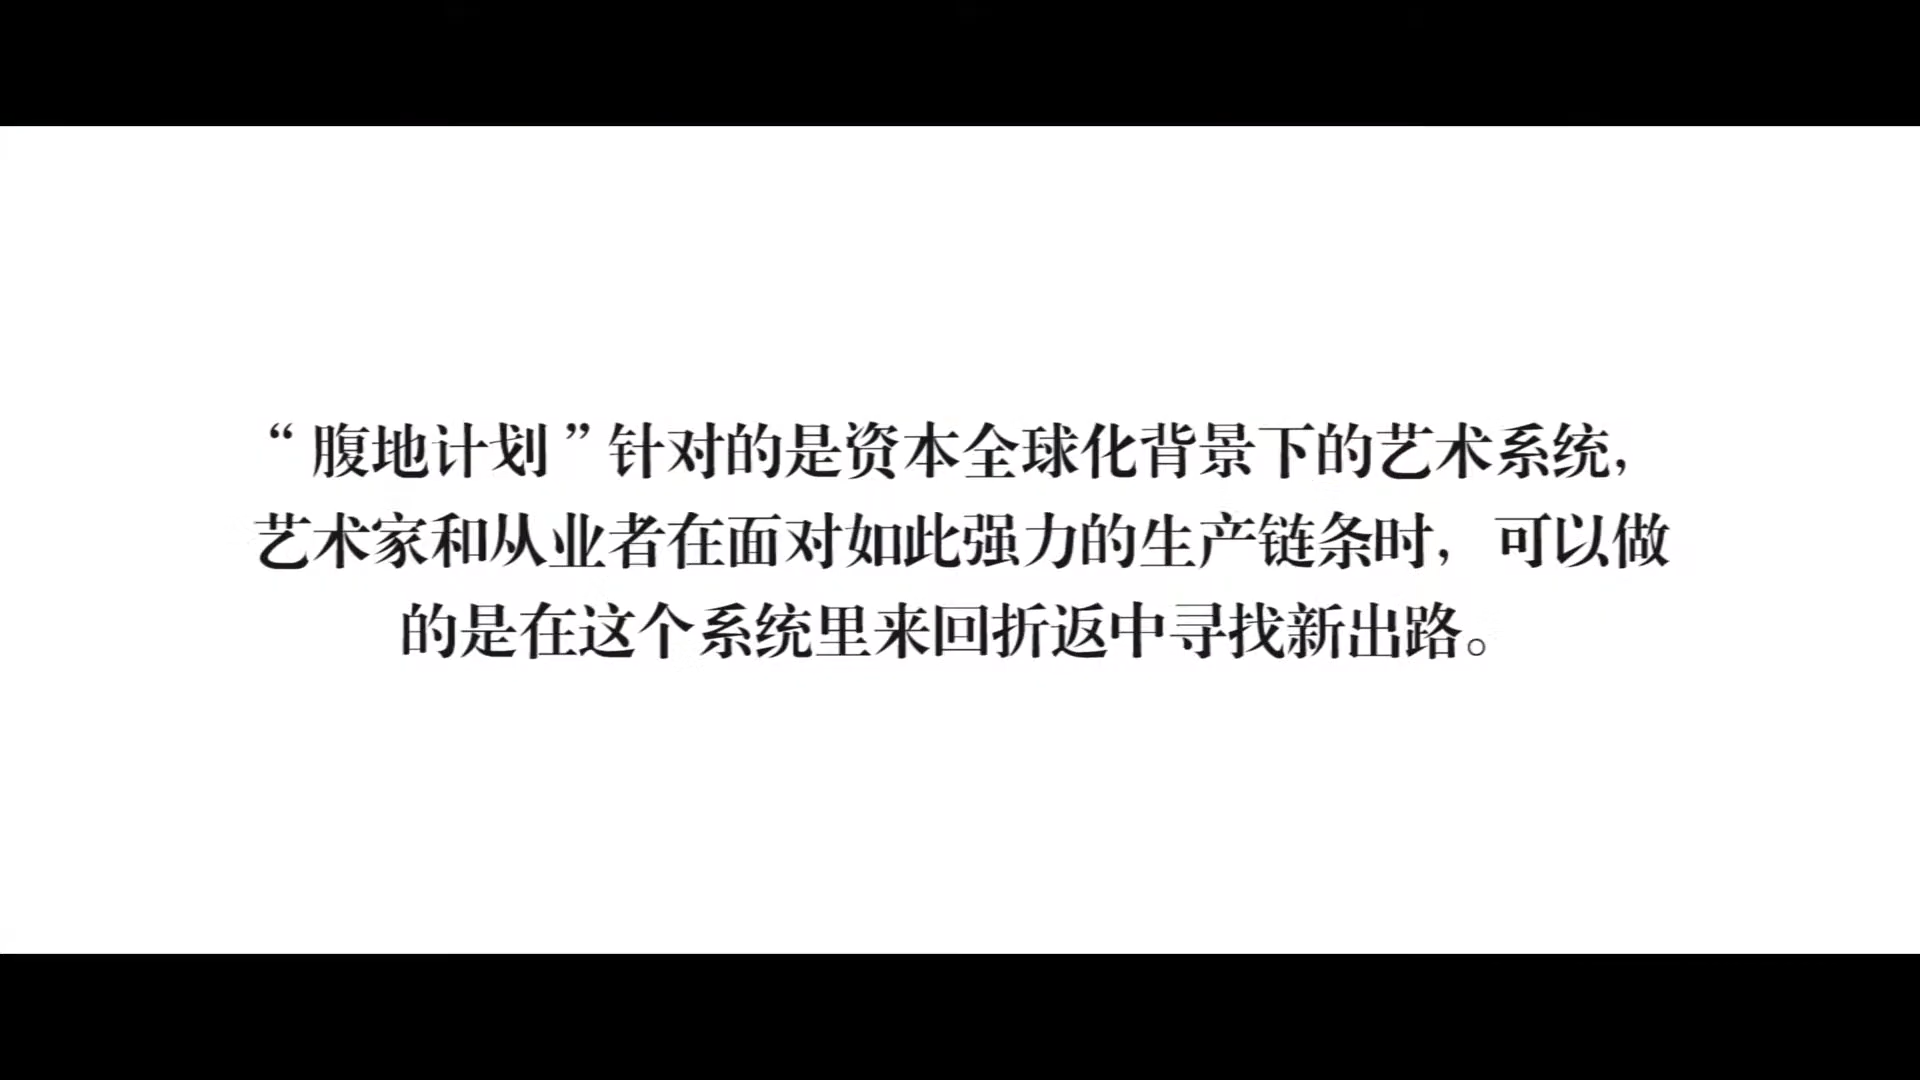 “腹地计划”针对的是资本全球化背景下的艺术系统，
艺术家和从业者在面对如此强力的生产链条时，可以做
的是在这个系统里来回折返中寻找新出路。